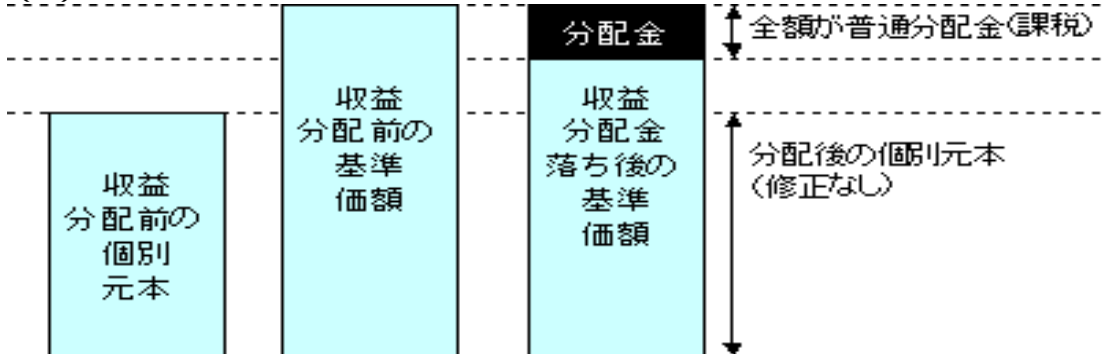 収益
分配前の
個別
元本
収益
分配前の
基準
価額
分配金
収益
分配金
落ち後の
基準
価額
全額が普通分配金(課税)
分配後の個別元本
(修正なし)